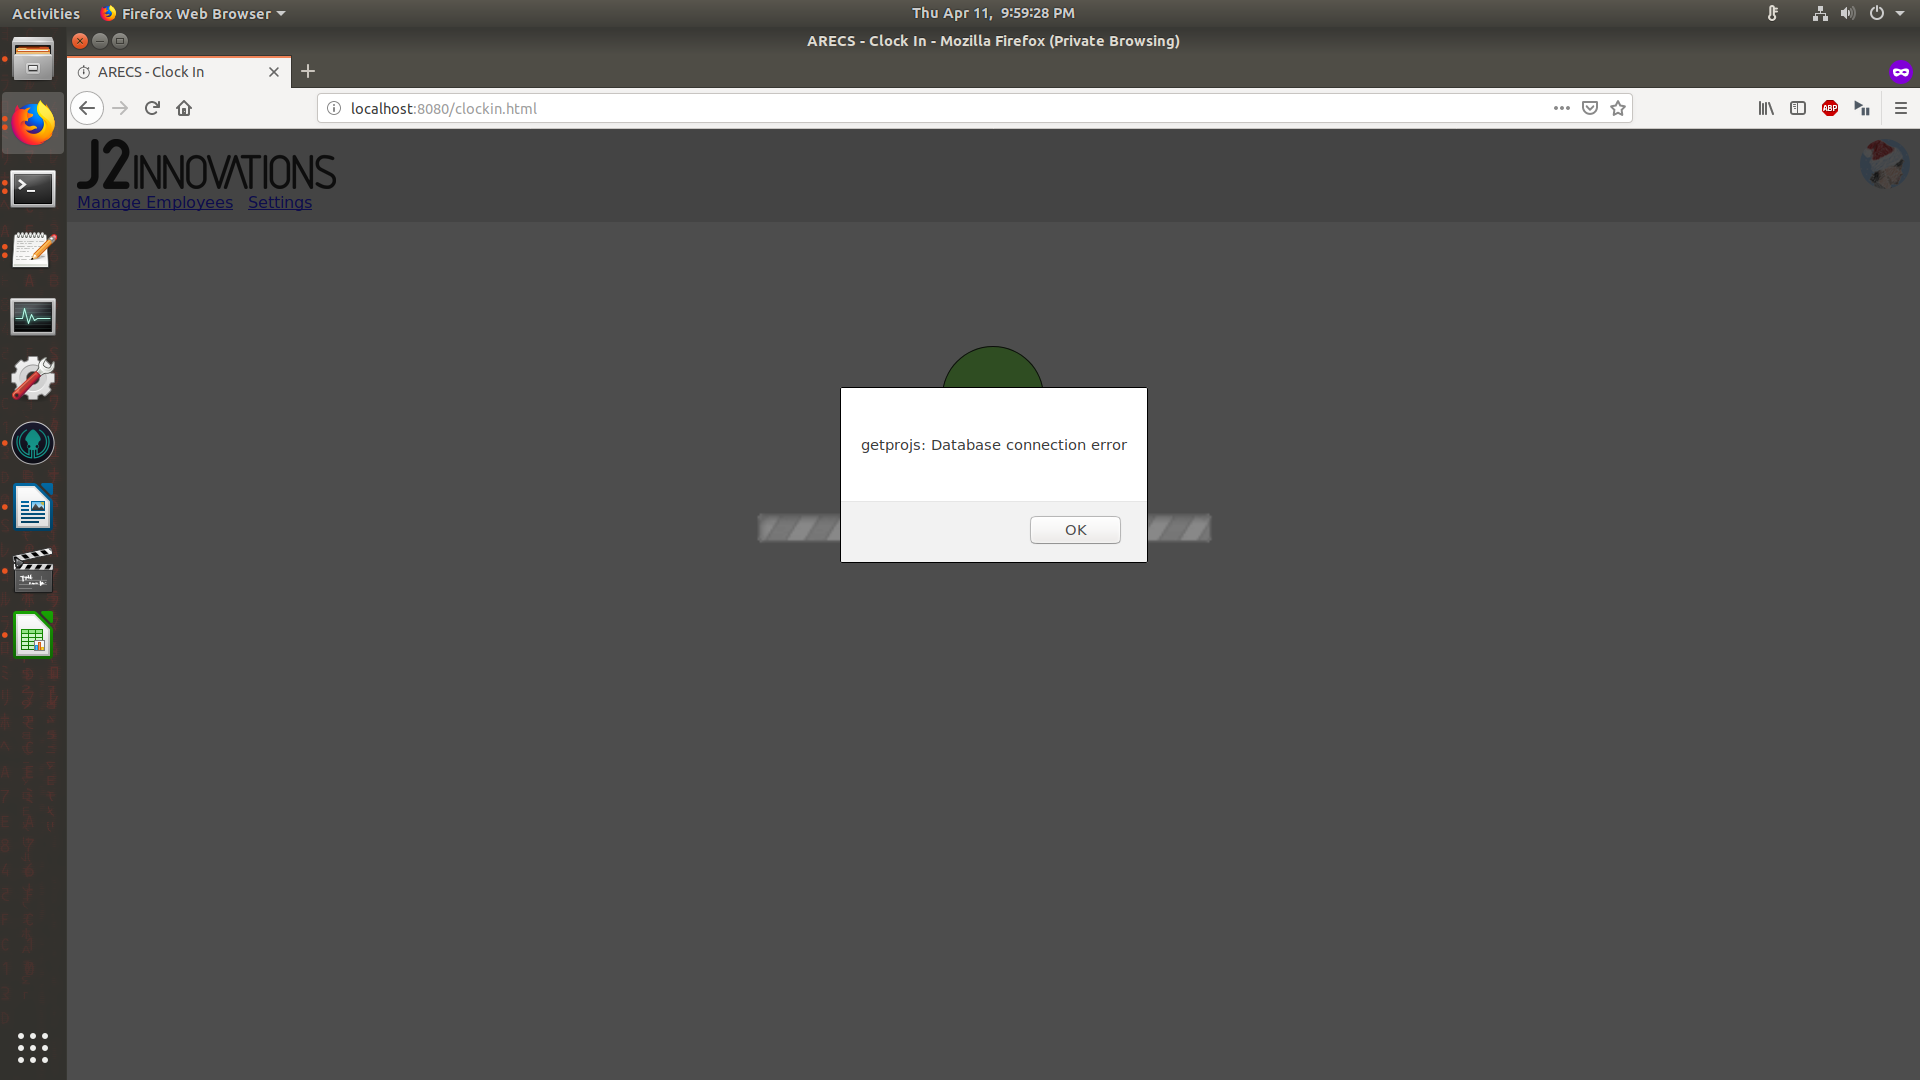 Activities
Firefox Web Browser
Thu Apr 11, 9:59:28 PM
ARECS - Clock In - Mozilla Firefox (Private Browsing)
ARECS - Clock In
localhost:8080/clockin.html
ABP
J2INNOVATIONS
Manage Employees Settings
getprojs: Database connection error
OK